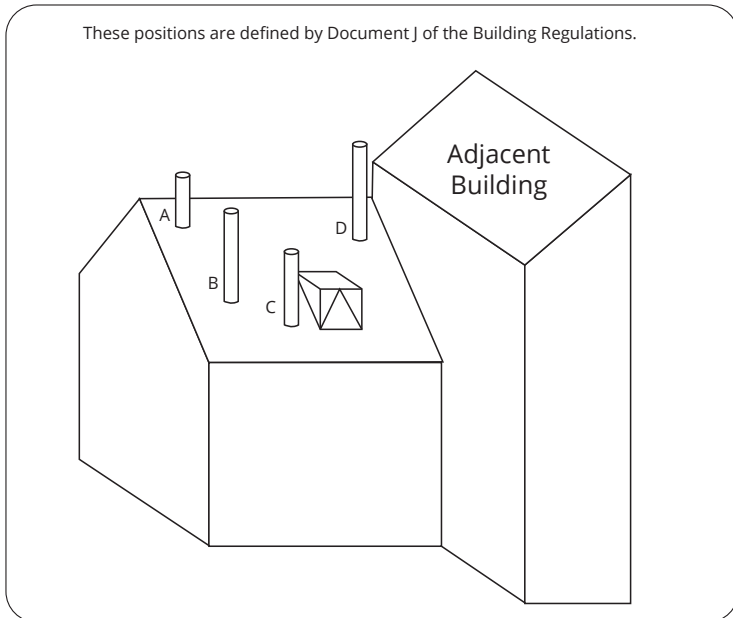 These positions are defined by Document J of the Building Regulations.
Adjacent
Building
A
D
B
C